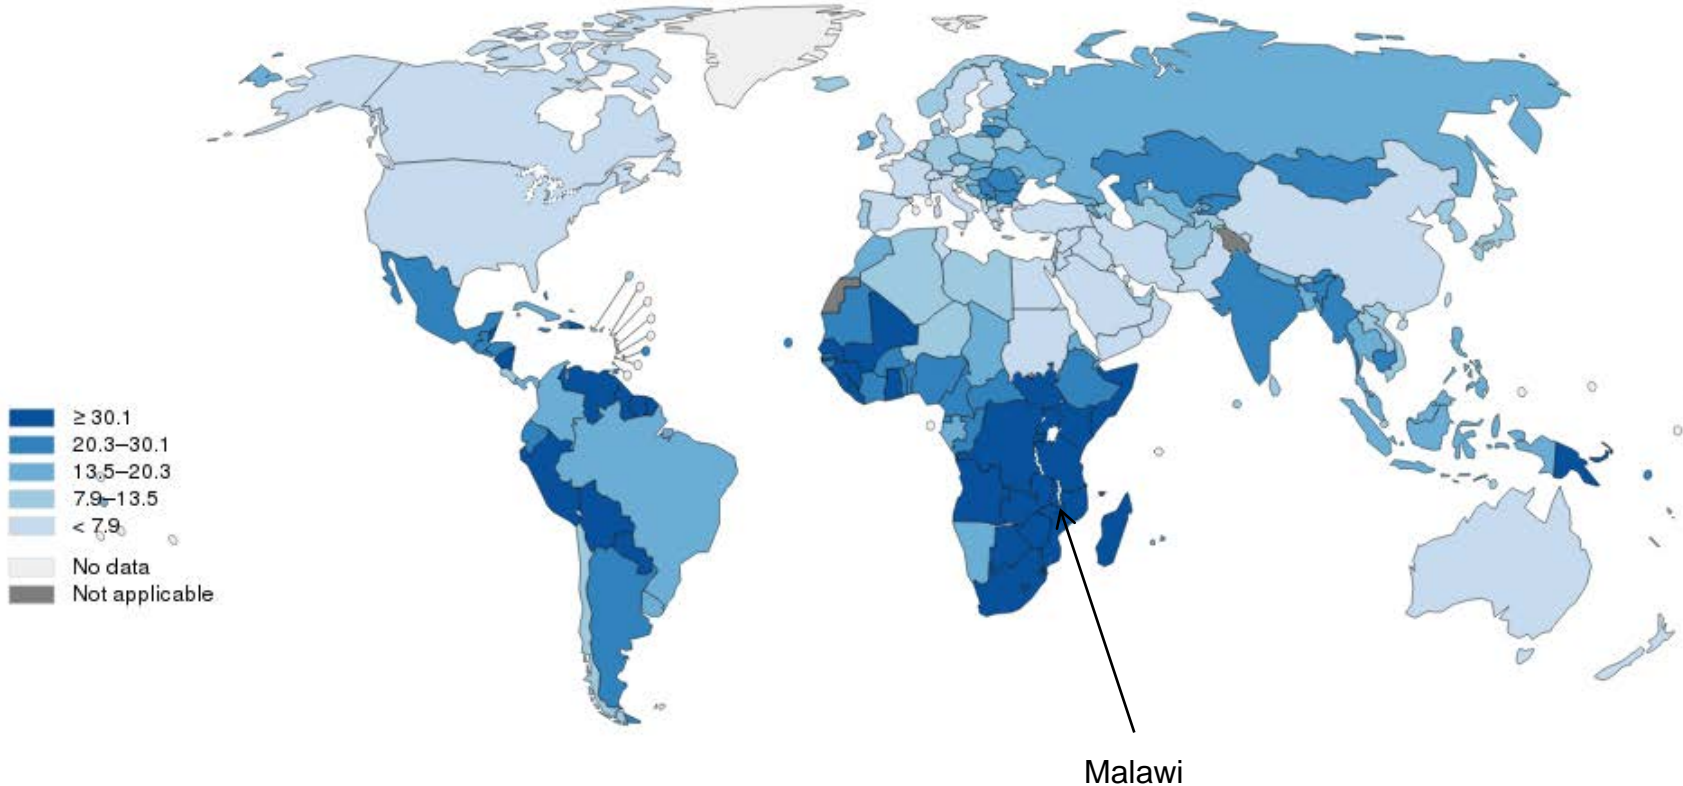 ≥ 30.1
20.3–30.1
13.5–20.3
7.9–13.5
< 7.9
No data
Not applicable
Malawi